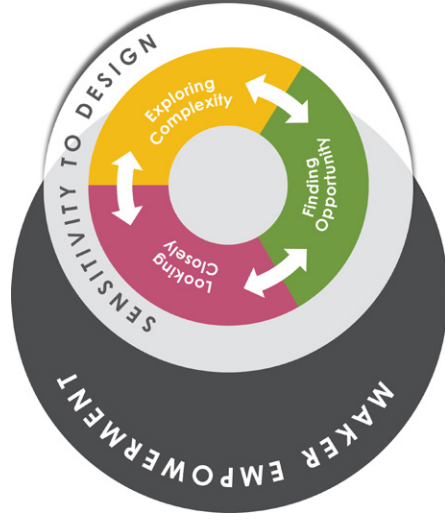 SENSITIVITY TO DESIGN
Exploring
Complexity
Finding
Opportunity
Looking
Closely
MAKER EMPOWERMENT